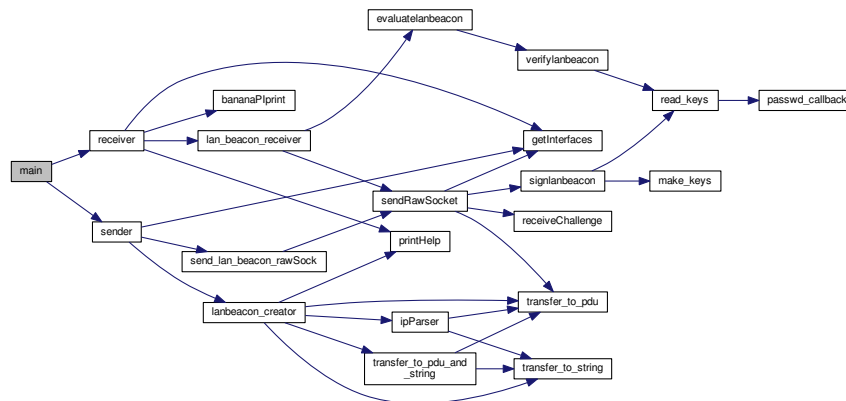 evaluatelanbeacon
verifylanbeacon
bananaPIprint
read_keys
passwd_callback
receiver
lan_beacon_receiver
getInterfaces
main
signlanbeacon
make_keys
sendRawSocket
receiveChallenge
sender
printHelp
send_lan_beacon_rawSock
transfer_to_pdu
lanbeacon_creator
ipParser
transfer_to_pdu_and
_string
transfer_to_string